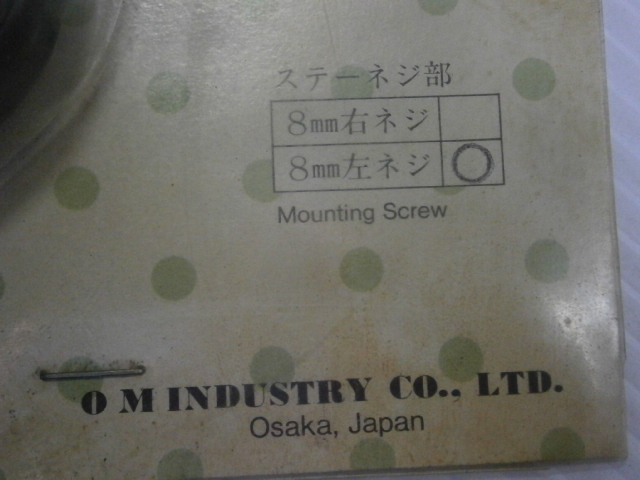 ステーネジ部
8mm右ネジ
8mm左ネジ ○
Mounting Screw
O M INDUSTRY CO., LTD.
Osaka, Japan